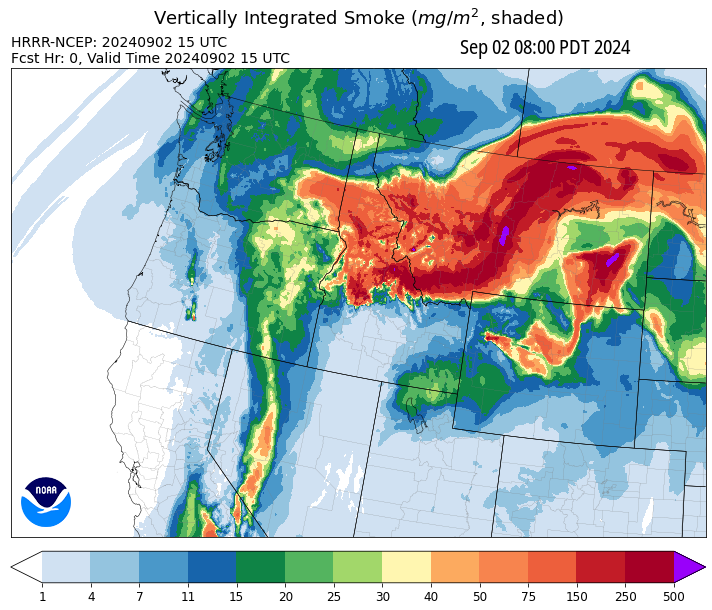 Vertically Integrated Smoke (mg/m², shaded)
HRRR-NCEP: 20240902 15 UTC
Sep 02 08:00 PDT 2024
Fcst Hr: 0, Valid Time 20240902 15 UTC
NOAA
1 4 7 11 15 20 25 30 40 50 75 150 250 500